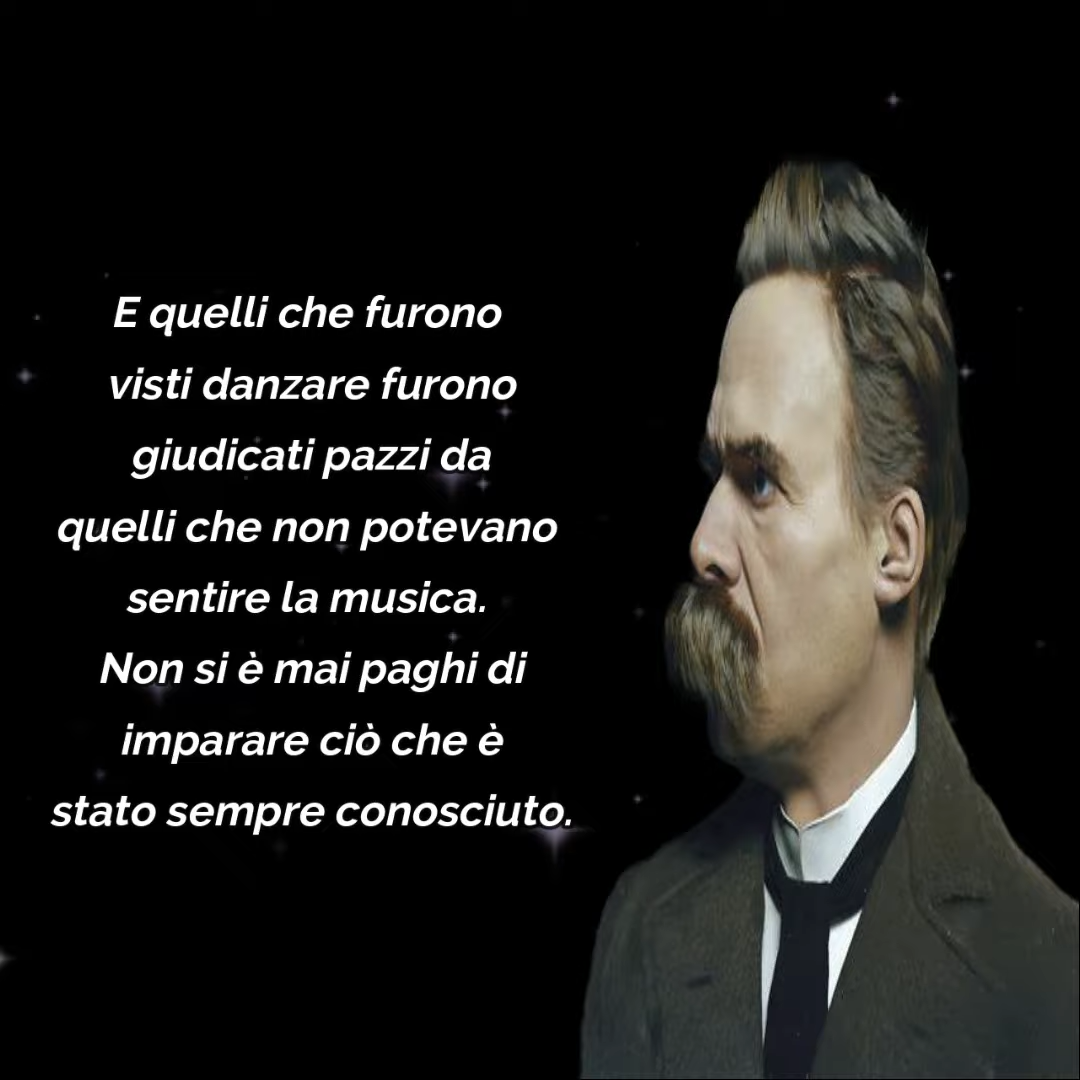 E quelli che furono
visti danzare furono
giudicati pazzi da
quelli che non potevano
sentire la musica.
Non si è mai paghi di
imparare ciò che è
stato sempre conosciuto.